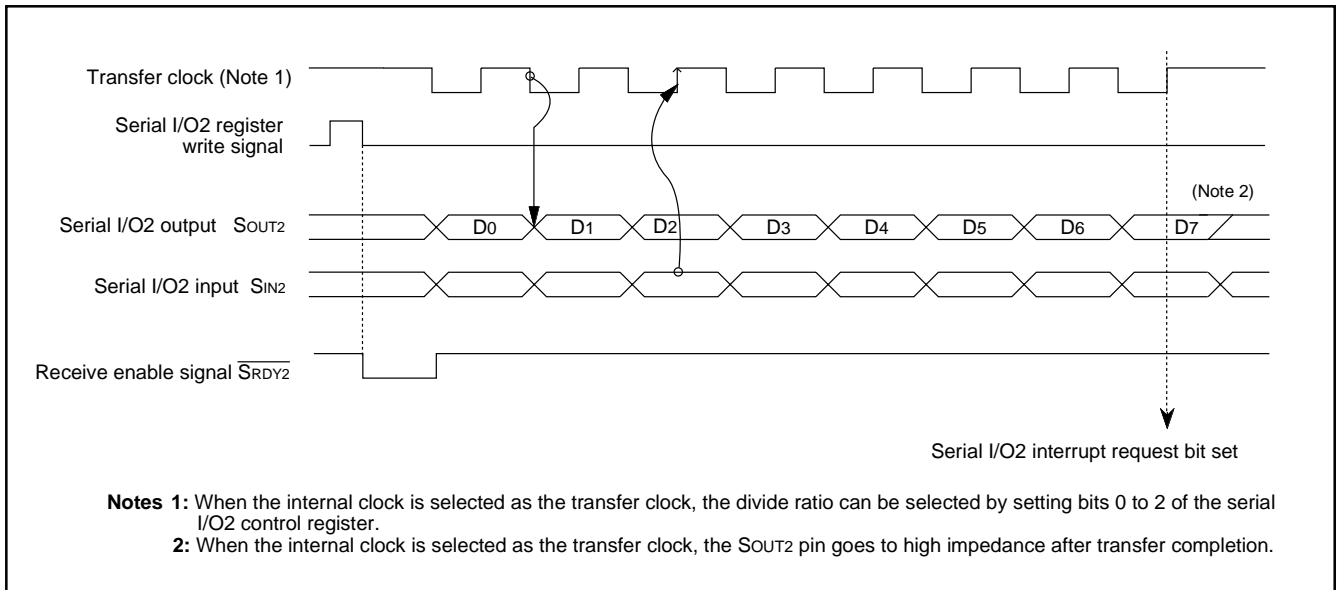 Transfer clock (Note 1)
Serial I/O2 register
write signal
(Note 2)
Serial I/O2 output SOUT2
D0 D1 D2 D3 D4 D5 D6 D7
Serial I/O2 input SIN2
Receive enable signal SRDY2
Serial I/O2 interrupt request bit set
Notes 1: When the internal clock is selected as the transfer clock, the divide ratio can be selected by setting bits 0 to 2 of the serial
I/O2 control register.
2: When the internal clock is selected as the transfer clock, the SOUT2 pin goes to high impedance after transfer completion.